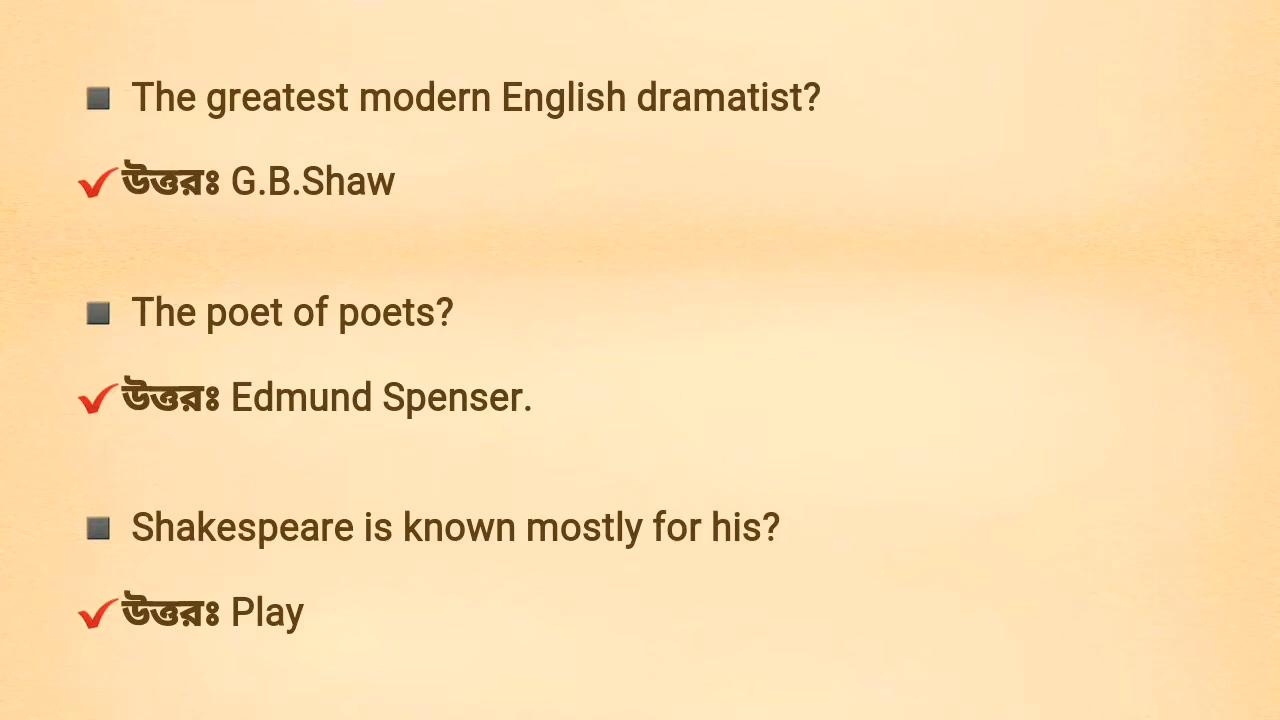 ▪ The greatest modern English dramatist?
✔উত্তরঃ G.B.Shaw
▪ The poet of poets?
✔উত্তরঃ Edmund Spenser.
▪ Shakespeare is known mostly for his?
✔উত্তরঃ Play